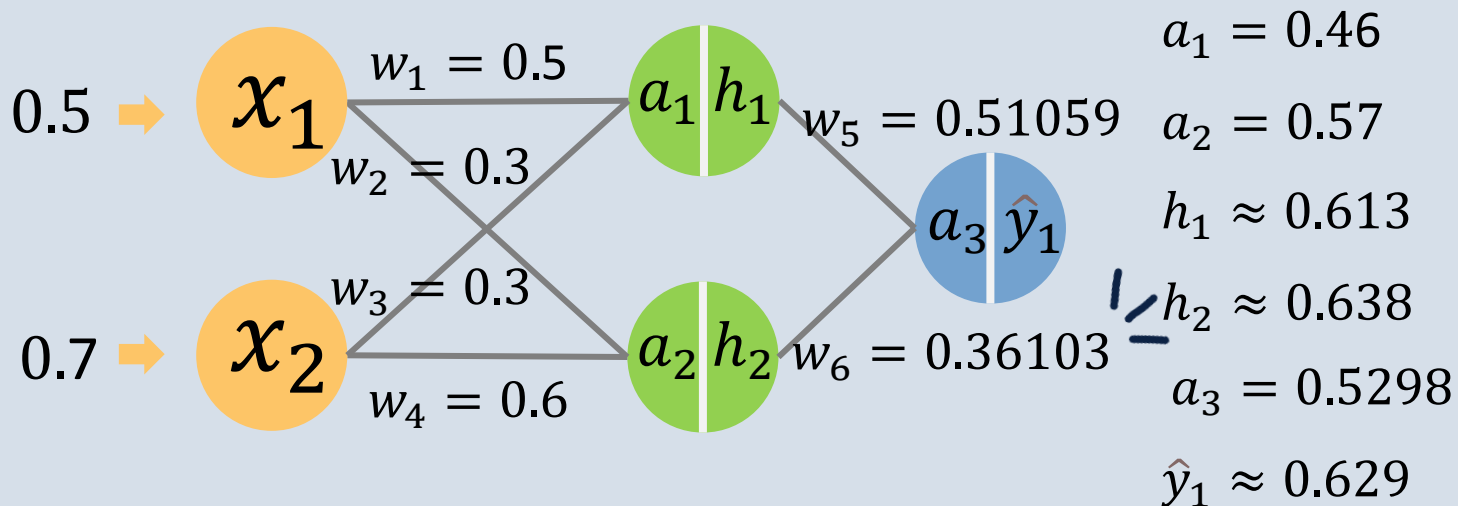 0.5
x₁
w₁ = 0.5
a₁ h₁
w₂ = 0.3
w₅ = 0.51059
a₃ ŷ₁
w₃ = 0.3
0.7
x₂
a₂ h₂
w₆ = 0.36103
w₄ = 0.6
a₁ = 0.46
a₂ = 0.57
h₁ ≈ 0.613
h₂ ≈ 0.638
a₃ = 0.5298
ŷ₁ ≈ 0.629